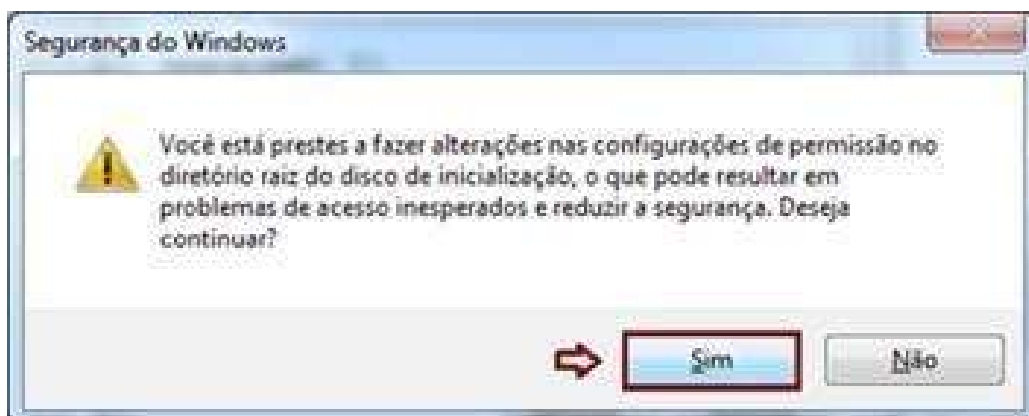 Segurança do Windows
Você está prestes a fazer alterações nas configurações de permissão no
diretório raiz do disco de inicialização, o que pode resultar em
problemas de acesso inesperados e reduzir a segurança. Deseja
continuar?
Sim
Não